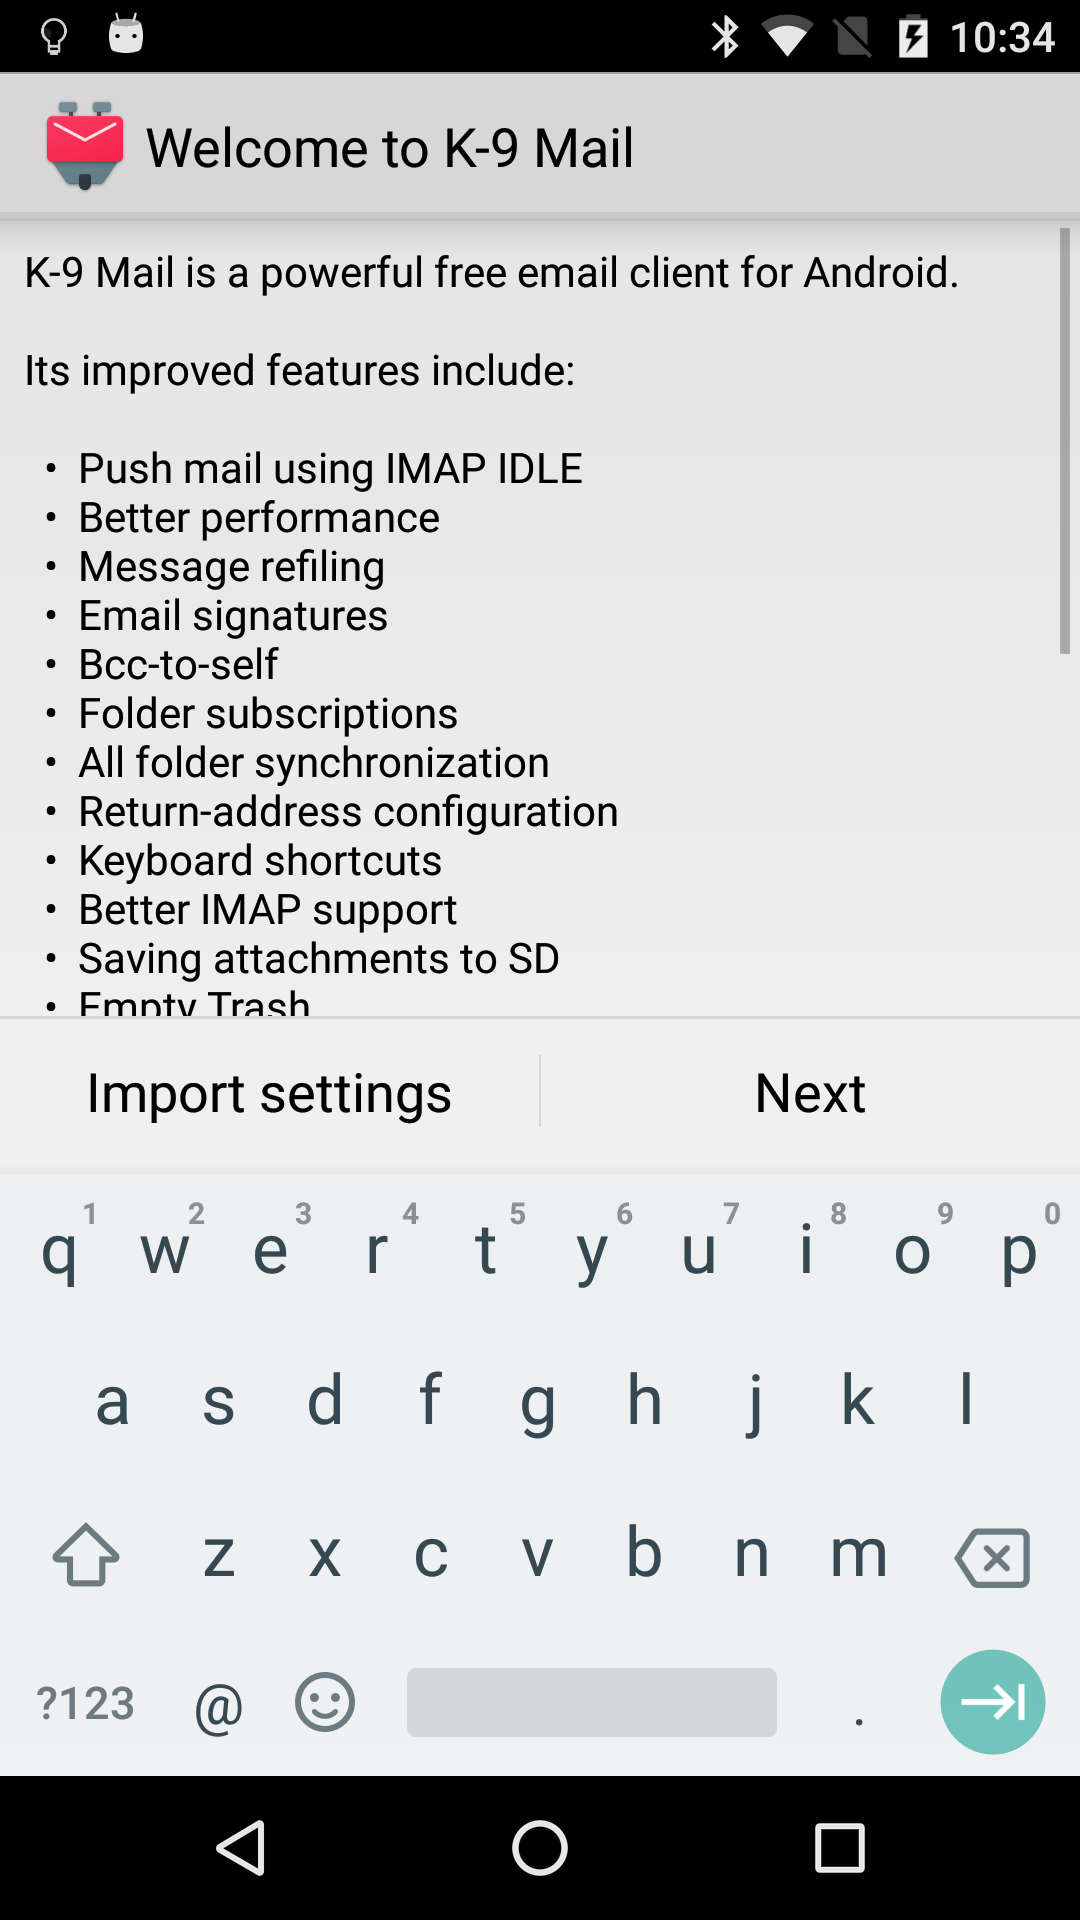 10:34
Welcome to K-9 Mail
K-9 Mail is a powerful free email client for Android.
Its improved features include:
• Push mail using IMAP IDLE
• Better performance
• Message refiling
• Email signatures
• Bcc-to-self
• Folder subscriptions
• All folder synchronization
• Return-address configuration
• Keyboard shortcuts
• Better IMAP support
• Saving attachments to SD
• Empty Trash
Import settings Next
1 2 3 4 5 6 7 8 9 0
q w e r t y u i o p
a s d f g h j k l
z x c v b n m
?123 @ .